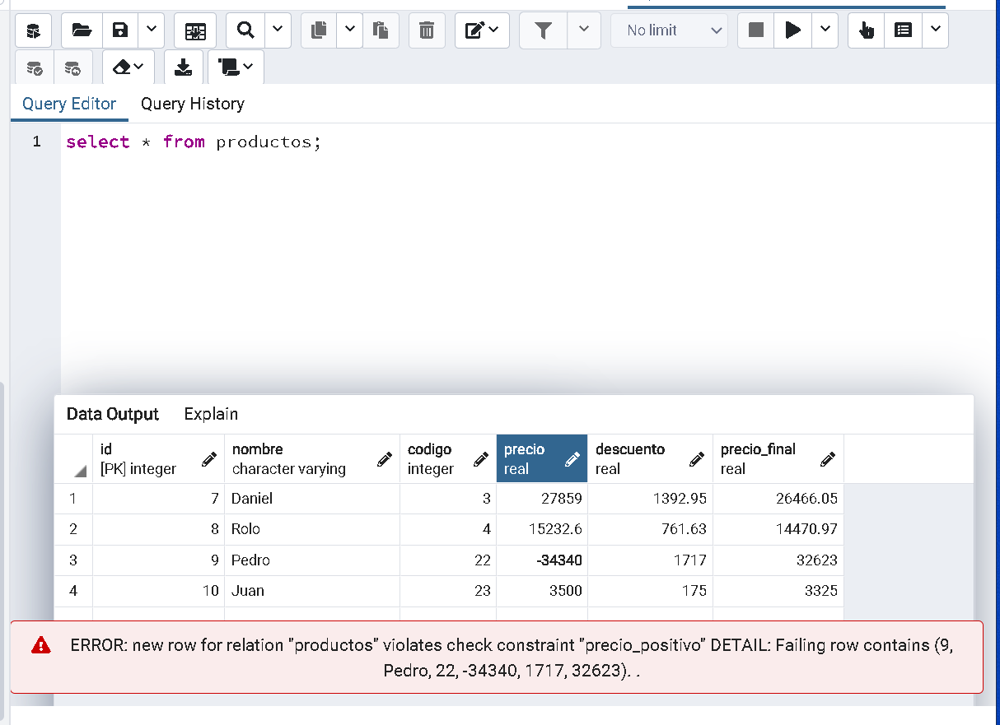 No limit
Query Editor Query History
1 select * from productos;
Data Output Explain
id nombre codigo precio descuento precio_final
[PK] integer character varying integer real real real
1 7 Daniel 3 27859 1392.95 26466.05
2 8 Rolo 4 15232.6 761.63 14470.97
3 9 Pedro 22 -34340 1717 32623
4 10 Juan 23 3500 175 3325
ERROR: new row for relation "productos" violates check constraint "precio_positivo" DETAIL: Failing row contains (9,
Pedro, 22, -34340, 1717, 32623). .